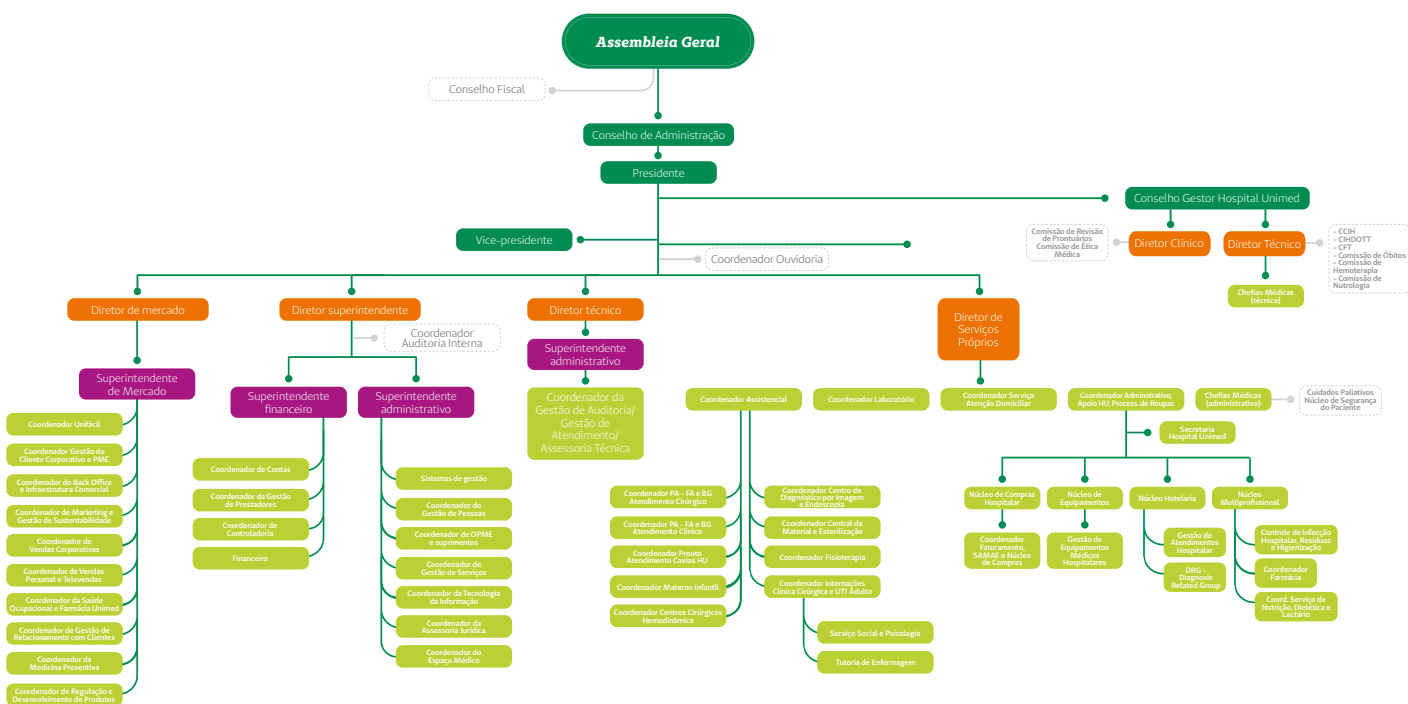 Assembleia Geral
Conselho Fiscal
Conselho de Administração
Presidente
Conselho Gestor Hospital Unimed
Vice-presidente
Coordenador Ouvidoria
Comissão de Revisão
de Prontuários
Comissão de Ética
Médica
Diretor Clínico
Diretor Técnico
- CCIH
- CIHDOTT
- CFT
- Comissão de Óbitos
- Comissão de
Hemoterapia
- Comissão de
Nutrologia
Chefias Médicas
(técnico)
Diretor de mercado
Diretor superintendente
Diretor técnico
Diretor de
Serviços
Próprios
Coordenador
Auditoria Interna
Superintendente
de Mercado
Superintendente
financeiro
Superintendente
administrativo
Superintendente
administrativo
Coordenador da
Gestão de Auditoria/
Gestão de
Atendimento/
Assessoria Técnica
Coordenador Unifácil
Coordenador Gestão do
Cliente Corporativo e PME
Coordenador do Back Office
e Infraestrutura Comercial
Coordenador de Marketing e
Gestão de Sustentabilidade
Coordenador de
Vendas Corporativas
Coordenador de Vendas
Personal e Televendas
Coordenador da Saúde
Ocupacional e Farmácia Unimed
Coordenador de Gestão de
Relacionamento com Clientes
Coordenador da
Medicina Preventiva
Coordenador de Regulação e
Desenvolvimento de Produtos
Coordenador de Contas
Coordenador da Gestão
de Prestadores
Coordenador de
Controladoria
Financeiro
Sistemas de gestão
Coordenador do
Gestão de Pessoas
Coordenador de OPME
e suprimentos
Coordenador de
Gestão de Serviços
Coordenador da Tecnologia
da Informação
Coordenador da
Assessoria Jurídica
Coordenador do
Espaço Médico
Coordenador Assistencial
Coordenador Laboratório
Coordenador Serviço
Atenção Domiciliar
Coordenador Adminstrativo,
Apoio HU, Process. de Roupas
Chefias Médicas
(administrativo)
Cuidados Paliativos
Núcleo de Segurança
do Paciente
Secretaria
Hospital Unimed
Coordenador PA - FA e BG
Atendimento Cirúrgico
Coordenador PA - FA e BG
Atendimento Clínico
Coordenador Pronto
Atendimento Caxias HU
Coordenador Materno Infantil
Coordenador Centros Cirúrgicos
Hemodinâmica
Coordenador Centro de
Diagnóstico por Imagem
e Endoscopia
Coordenador Central de
Material e Esterilização
Coordenador Fisioterapia
Coordenador internações
Clínica Cirúrgica e UTI Adulto
Serviço Social e Psicologia
Tutoria de Enfermagem
Núcleo de Compras
Hospitalar
Núcleo de
Equipamentos
Núcleo Hotelaria
Núcleo
Multiprofissional
Coordenador
Faturamento,
SAMAE e Núcleo
de Compras
Gestão de
Equipamentos
Médicos
Hospitalares
Gestão de
Atendimentos
Hospitalar
DRG -
Diagnosis
Related Group
Controle de Infecção
Hospitalar, Resíduos
e Higienização
Coordenador
Farmácia
Coord. Serviço de
Nutrição, Dietética e
Lactário